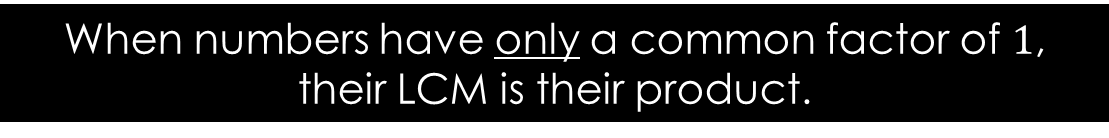 When numbers have only a common factor of 1,
their LCM is their product.